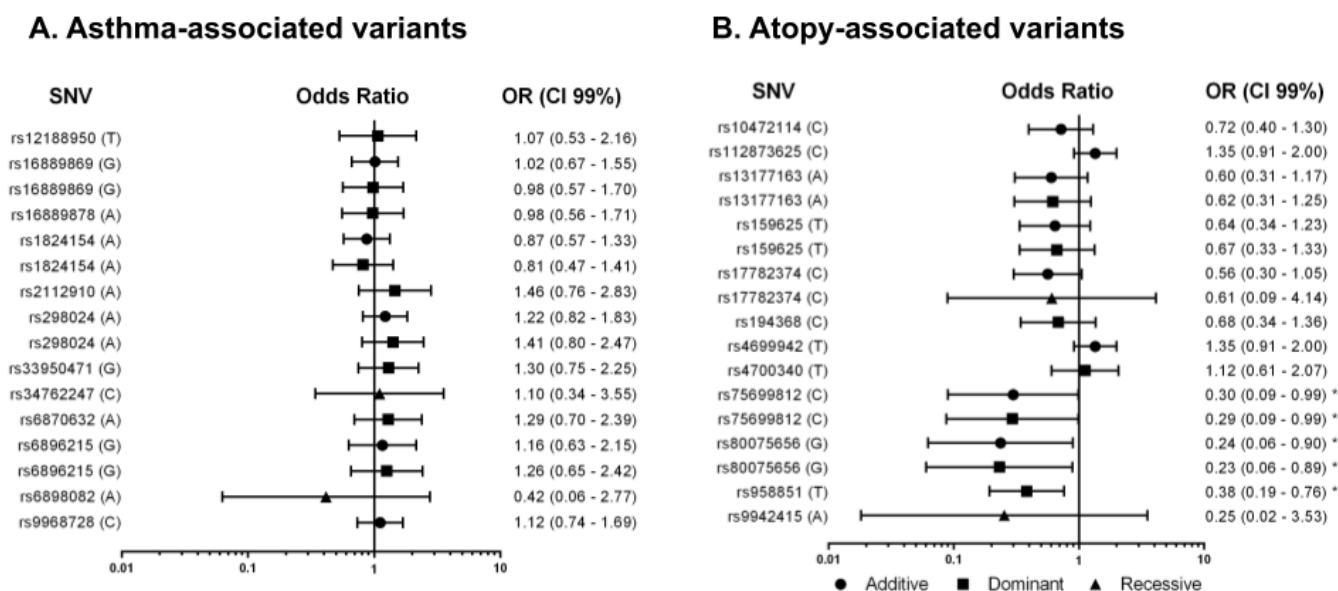 A. Asthma-associated variants
SNV Odds Ratio OR (CI 99%)
rs12188950 (T) 1.07 (0.53 - 2.16)
rs16889869 (G) 1.02 (0.67 - 1.55)
rs16889869 (G) 0.98 (0.57 - 1.70)
rs16889878 (A) 0.98 (0.56 - 1.71)
rs1824154 (A) 0.87 (0.57 - 1.33)
rs1824154 (A) 0.81 (0.47 - 1.41)
rs2112910 (A) 1.46 (0.76 - 2.83)
rs298024 (A) 1.22 (0.82 - 1.83)
rs298024 (A) 1.41 (0.80 - 2.47)
rs33950471 (G) 1.30 (0.75 - 2.25)
rs34762247 (C) 1.10 (0.34 - 3.55)
rs6870632 (A) 1.29 (0.70 - 2.39)
rs6896215 (G) 1.16 (0.63 - 2.15)
rs6896215 (G) 1.26 (0.65 - 2.42)
rs6898082 (A) 0.42 (0.06 - 2.77)
rs9968728 (C) 1.12 (0.74 - 1.69)
0.01 0.1 1 10
B. Atopy-associated variants
SNV Odds Ratio OR (CI 99%)
rs10472114 (C) 0.72 (0.40 - 1.30)
rs112873625 (C) 1.35 (0.91 - 2.00)
rs13177163 (A) 0.60 (0.31 - 1.17)
rs13177163 (A) 0.62 (0.31 - 1.25)
rs159625 (T) 0.64 (0.34 - 1.23)
rs159625 (T) 0.67 (0.33 - 1.33)
rs17782374 (C) 0.56 (0.30 - 1.05)
rs17782374 (C) 0.61 (0.09 - 4.14)
rs194368 (C) 0.68 (0.34 - 1.36)
rs4699942 (T) 1.35 (0.91 - 2.00)
rs4700340 (T) 1.12 (0.61 - 2.07)
rs75699812 (C) 0.30 (0.09 - 0.99) *
rs75699812 (C) 0.29 (0.09 - 0.99) *
rs80075656 (G) 0.24 (0.06 - 0.90) *
rs80075656 (G) 0.23 (0.06 - 0.89) *
rs958851 (T) 0.38 (0.19 - 0.76) *
rs9942415 (A) 0.25 (0.02 - 3.53)
0.01 0.1 1 10
Additive Dominant Recessive